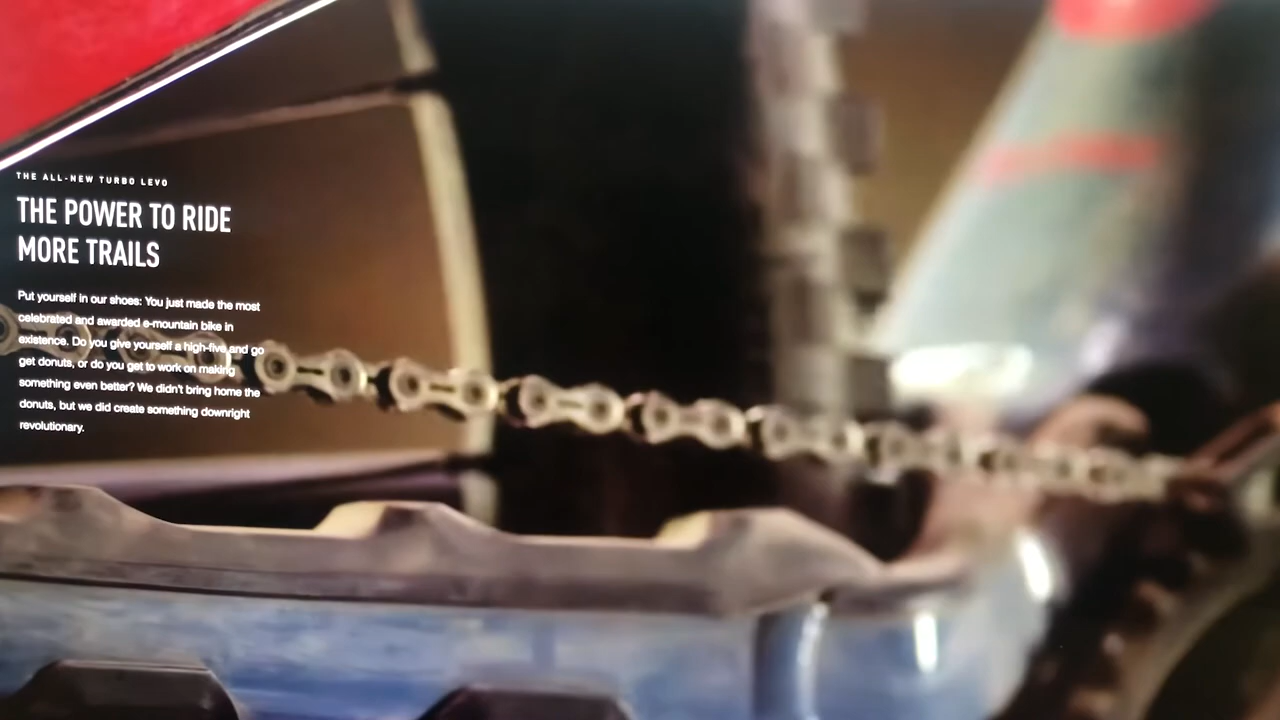 THE ALL-NEW TURBO LEVO
THE POWER TO RIDE
MORE TRAILS
Put yourself in our shoes: You just made the most
celebrated and awarded e-mountain bike in
existence. Do you give yourself a high-five and go
get donuts, or do you get to work on making
something even better? We didn't bring home the
donuts, but we did create something downright
revolutionary.